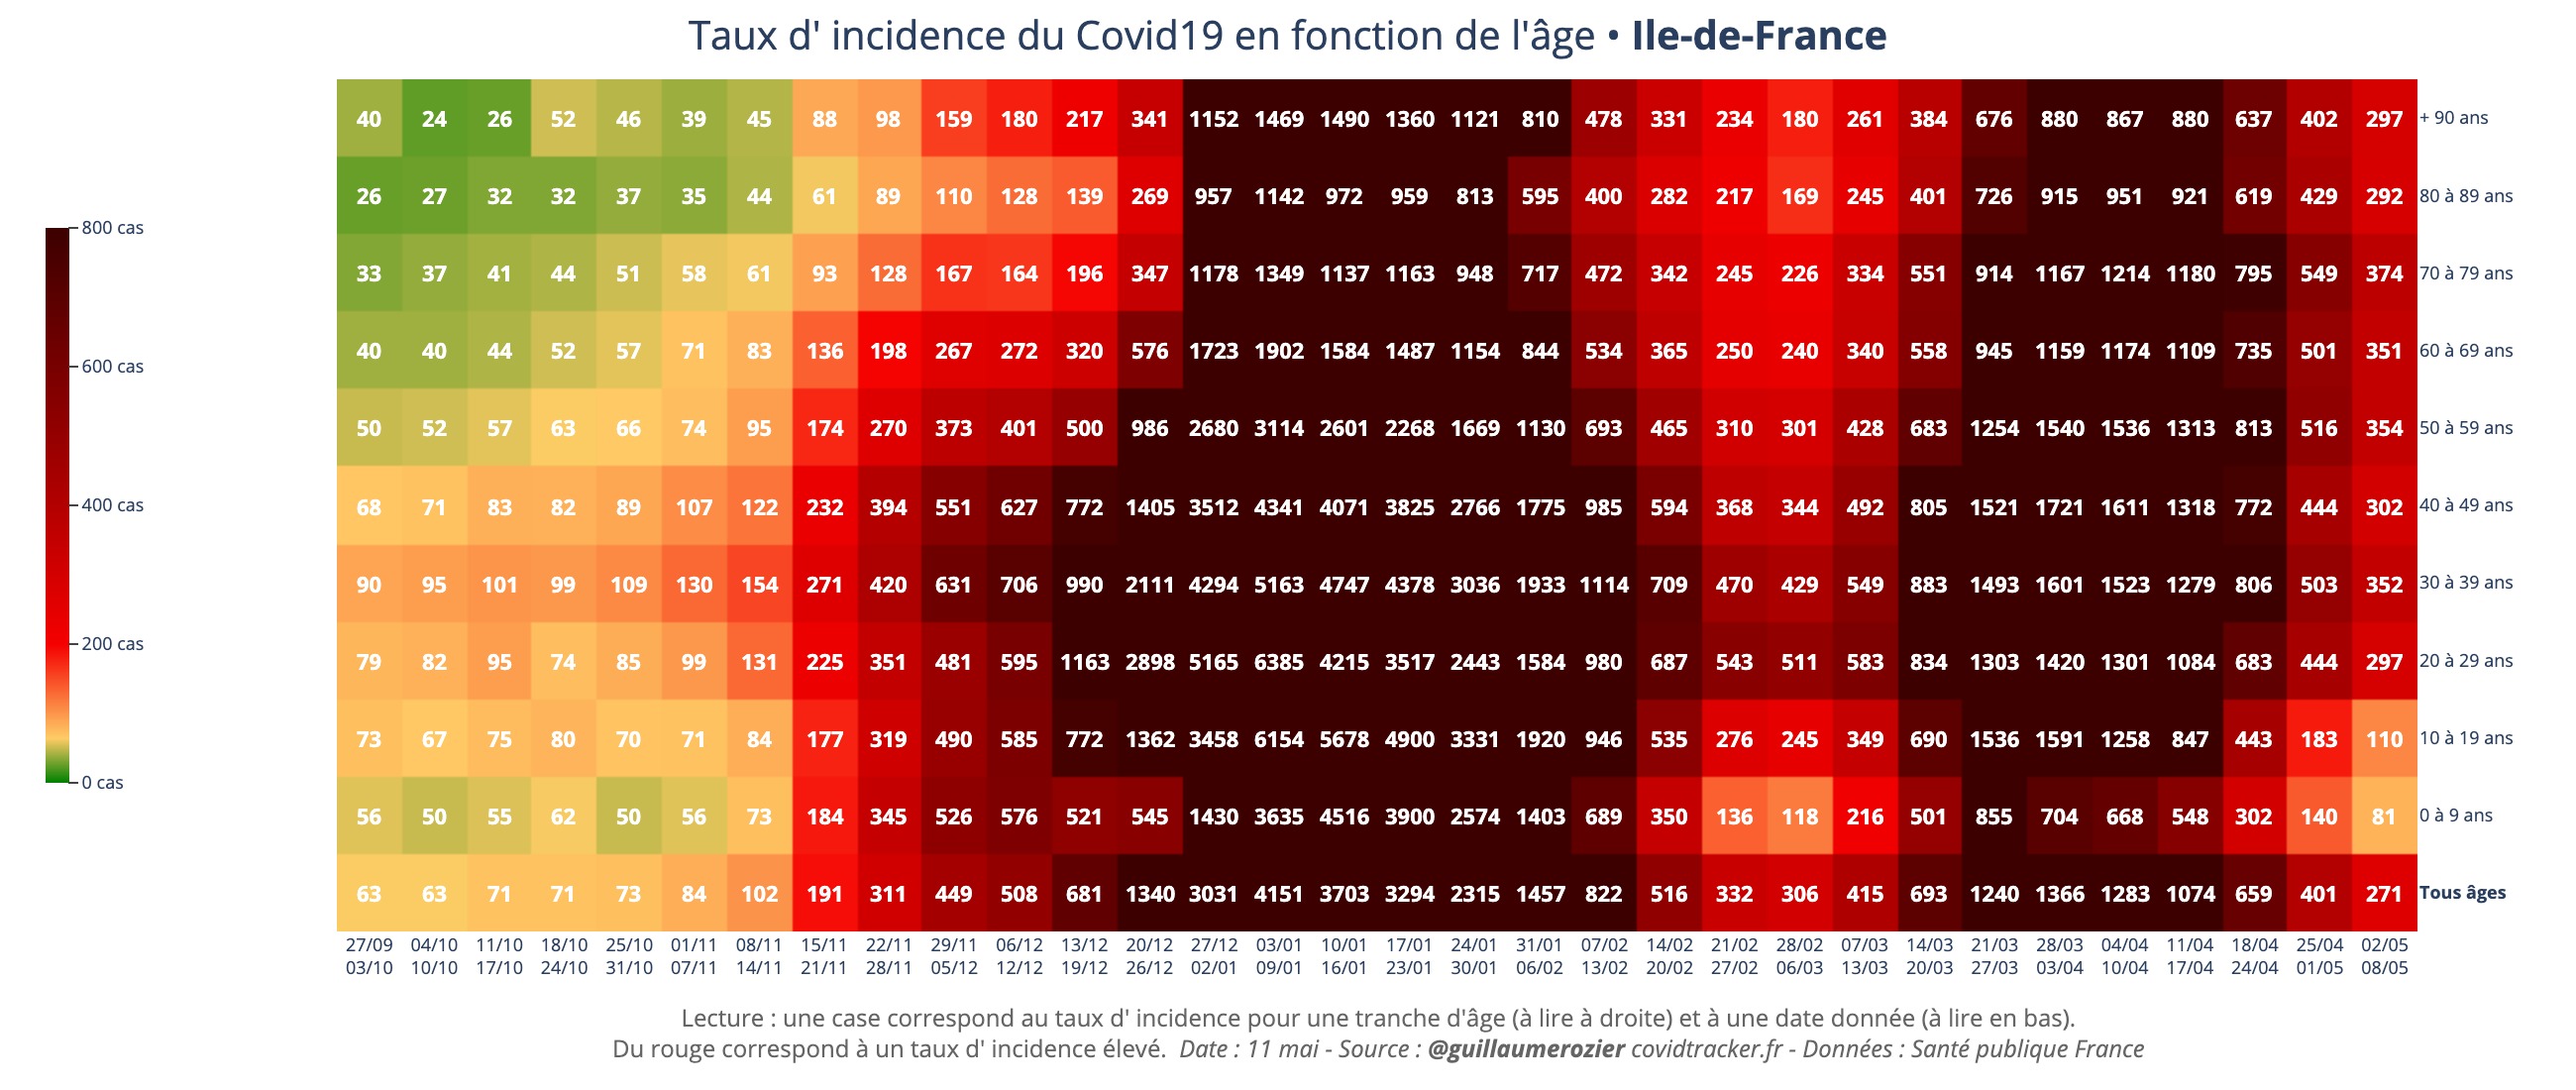 Taux d' incidence du Covid19 en fonction de l'âge • Ile-de-France
800 cas
600 cas
400 cas
200 cas
0 cas
40 24 26 52 46 39 45 88 98 159 180 217 341 1152 1469 1490 1360 1121 810 478 331 234 180 261 384 676 880 867 880 637 402 297 + 90 ans
26 27 32 32 37 35 44 61 89 110 128 139 269 957 1142 972 959 813 595 400 282 217 169 245 401 726 915 951 921 619 429 292 80 à 89 ans
33 37 41 44 51 58 61 93 128 167 164 196 347 1178 1349 1137 1163 948 717 472 342 245 226 334 551 914 1167 1214 1180 795 549 374 70 à 79 ans
40 40 44 52 57 71 83 136 198 267 272 320 576 1723 1902 1584 1487 1154 844 534 365 250 240 340 558 945 1159 1174 1109 735 501 351 60 à 69 ans
50 52 57 63 66 74 95 174 270 373 401 500 986 2680 3114 2601 2268 1669 1130 693 465 310 301 428 683 1254 1540 1536 1313 813 516 354 50 à 59 ans
68 71 83 82 89 107 122 232 394 551 627 772 1405 3512 4341 4071 3825 2766 1775 985 594 368 344 492 805 1521 1721 1611 1318 772 444 302 40 à 49 ans
90 95 101 99 109 130 154 271 420 631 706 990 2111 4294 5163 4747 4378 3036 1933 1114 709 470 429 549 883 1493 1601 1523 1279 806 503 352 30 à 39 ans
79 82 95 74 85 99 131 225 351 481 595 1163 2898 5165 6385 4215 3517 2443 1584 980 687 543 511 583 834 1303 1420 1301 1084 683 444 297 20 à 29 ans
73 67 75 80 70 71 84 177 319 490 585 772 1362 3458 6154 5678 4900 3331 1920 946 535 276 245 349 690 1536 1591 1258 847 443 183 110 10 à 19 ans
56 50 55 62 50 56 73 184 345 526 576 521 545 1430 3635 4516 3900 2574 1403 689 350 136 118 216 501 855 704 668 548 302 140 81 0 à 9 ans
63 63 71 71 73 84 102 191 311 449 508 681 1340 3031 4151 3703 3294 2315 1457 822 516 332 306 415 693 1240 1366 1283 1074 659 401 271 Tous âges
27/09 04/10 11/10 18/10 25/10 01/11 08/11 15/11 22/11 29/11 06/12 13/12 20/12 27/12 03/01 10/01 17/01 24/01 31/01 07/02 14/02 21/02 28/02 07/03 14/03 21/03 28/03 04/04 11/04 18/04 25/04 02/05
03/10 10/10 17/10 24/10 31/10 07/11 14/11 21/11 28/11 05/12 12/12 19/12 26/12 02/01 09/01 16/01 23/01 30/01 06/02 13/02 20/02 27/02 06/03 13/03 20/03 27/03 03/04 10/04 17/04 24/04 01/05 08/05
Lecture : une case correspond au taux d' incidence pour une tranche d'âge (à lire à droite) et à une date donnée (à lire en bas).
Du rouge correspond à un taux d' incidence élevé. Date : 11 mai - Source : @guillaumerozier covidtracker.fr - Données : Santé publique France